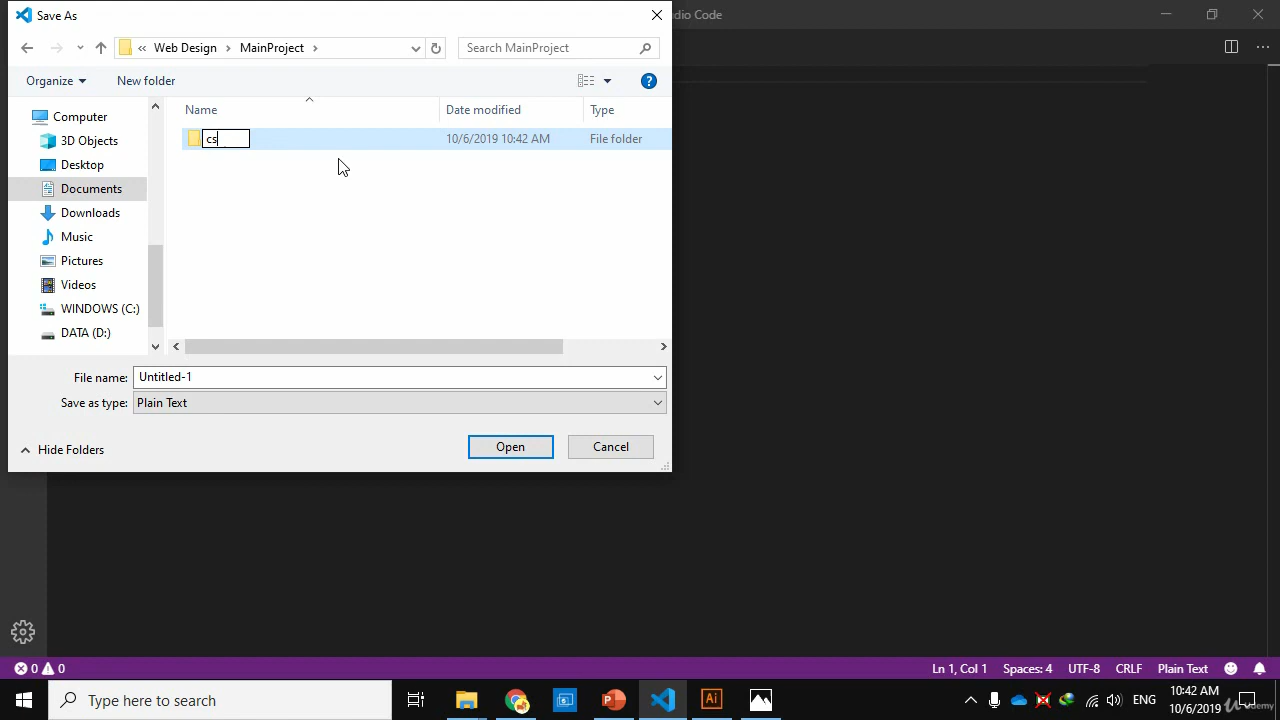 Save As
dio Code
Web Design
MainProject
Search MainProject
Organize
New folder
Name
Date modified
Type
cs
10/6/2019 10:42 AM
File folder
Computer
3D Objects
Desktop
Documents
Downloads
Music
Pictures
Videos
WINDOWS (C:)
DATA (D:)
File name:
Untitled-1
Save as type:
Plain Text
Hide Folders
Open
Cancel
0
0
Ln 1, Col 1
Spaces: 4
UTF-8
CRLF
Plain Text
Type here to search
Ai
ENG
10:42 AM
10/6/2019
Udemy